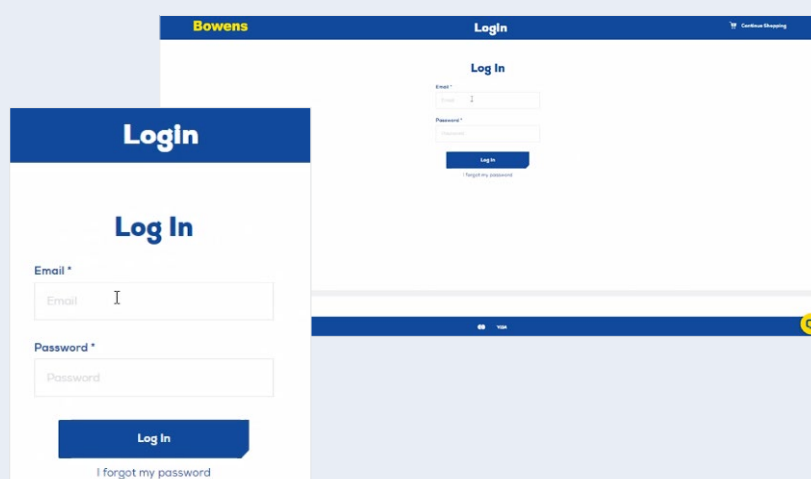 Bowens
Login
Continue Shopping
Log In
Email *
Email
Password *
Password
Log In
I forgot my password
VISA
Login
Log In
Email *
Email
Password *
Password
Log In
I forgot my password